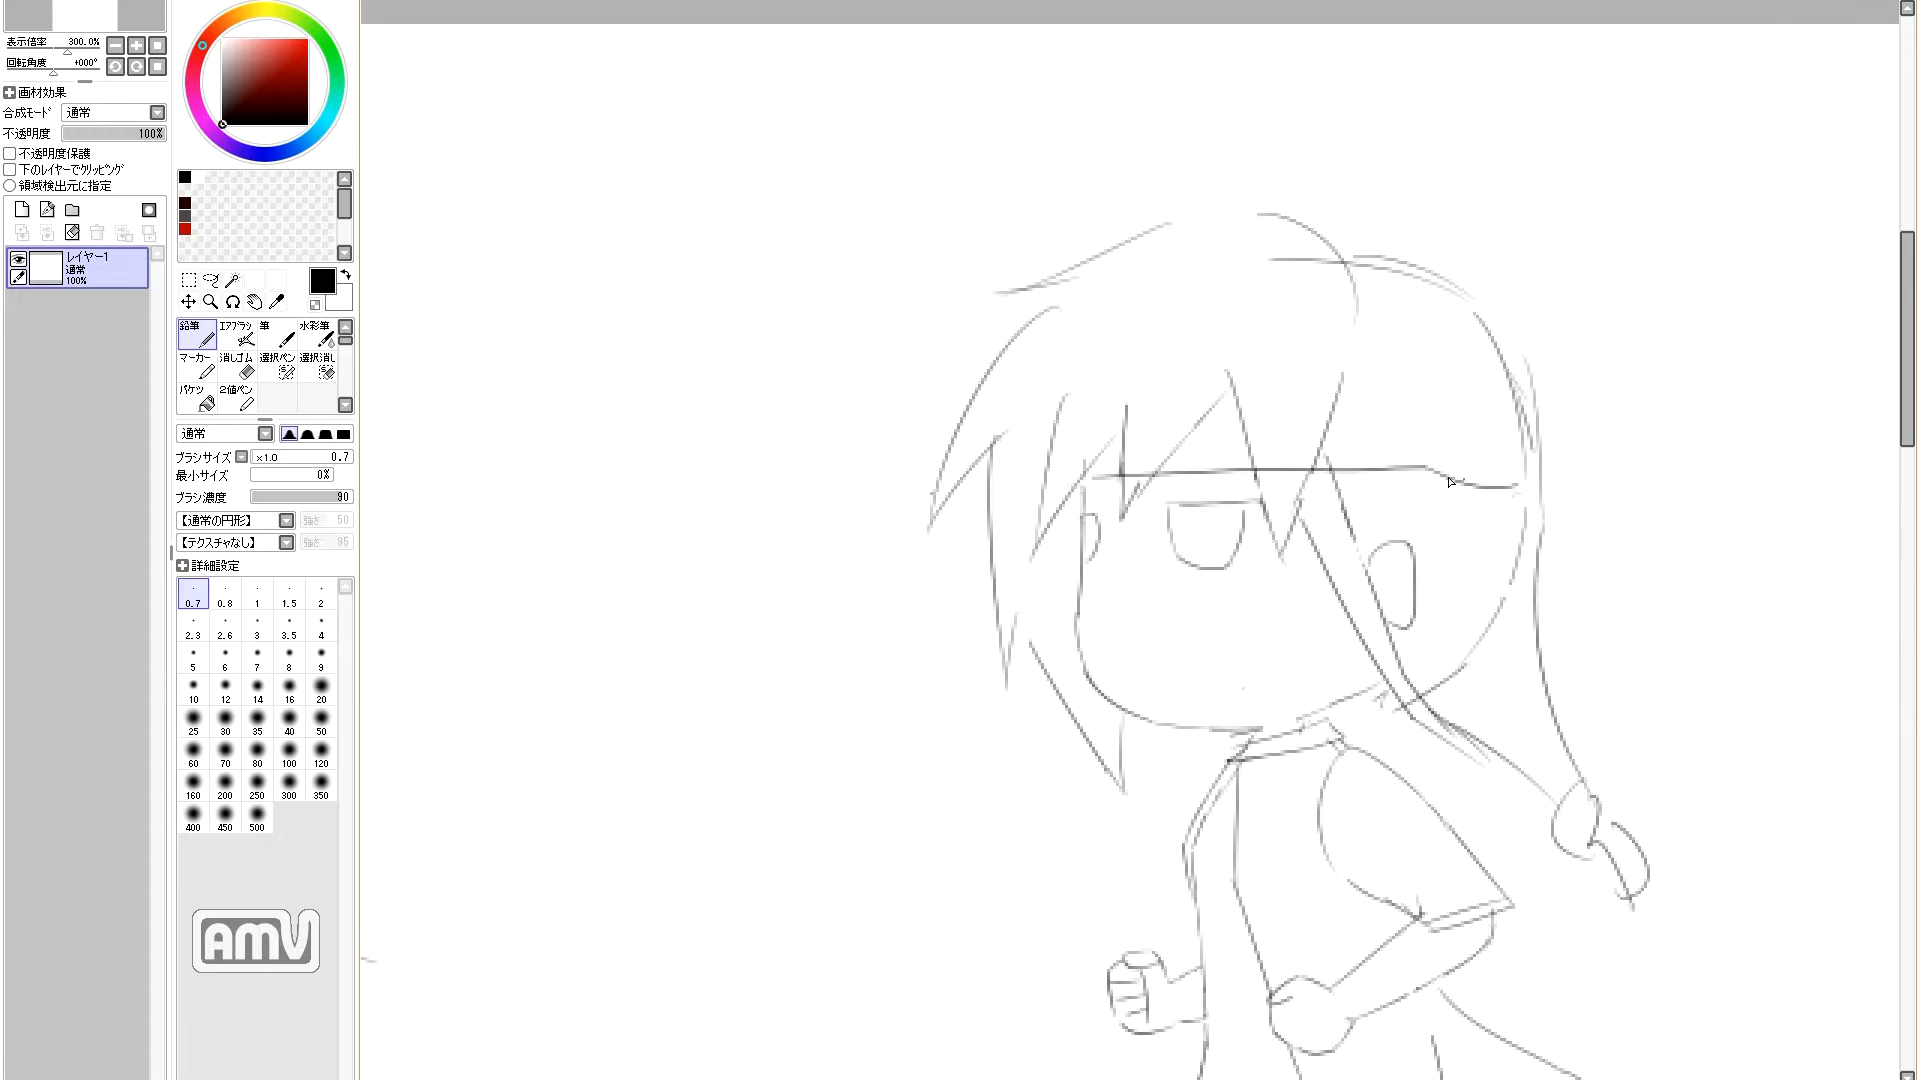 表示倍率 300.0%
回転角度 +000°
画材効果
合成モード 通常
不透明度 100%
不透明度保護
下のレイヤーでクリッピング
領域検出元に指定
レイヤー1
通常
100%
鉛筆 エアブラシ 筆 水彩筆
マーカー 消しゴム 選択ペン 選択消し
バケツ 2値ペン
通常
ブラシサイズ x1.0 0.7
最小サイズ 0%
ブラシ濃度 90
【通常の円形】 強さ 50
【テクスチャなし】 強さ 95
詳細設定
0.7 0.8 1 1.5 2
2.3 2.6 3 3.5 4
5 6 7 8 9
10 12 14 16 20
25 30 35 40 50
60 70 80 100 120
160 200 250 300 350
400 450 500
AMV